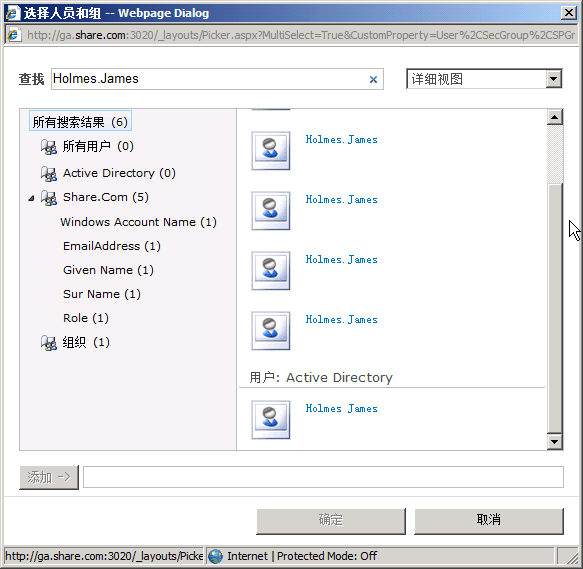 选择人员和组 -- Webpage Dialog
http://ga.share.com:3020/_layouts/Picker.aspx?MultiSelect=True&CustomProperty=User%2CSecGroup%2CSPGr
查找
Holmes.James
详细视图
所有搜索结果 (6)
所有用户 (0)
Active Directory (0)
Share.Com (5)
Windows Account Name (1)
EmailAddress (1)
Given Name (1)
Sur Name (1)
Role (1)
组织 (1)
Holmes.James
Holmes.James
Holmes.James
Holmes.James
用户: Active Directory
Holmes James
添加 ->
确定
取消
http://ga.share.com:3020/_layouts/Picke
Internet | Protected Mode: Off